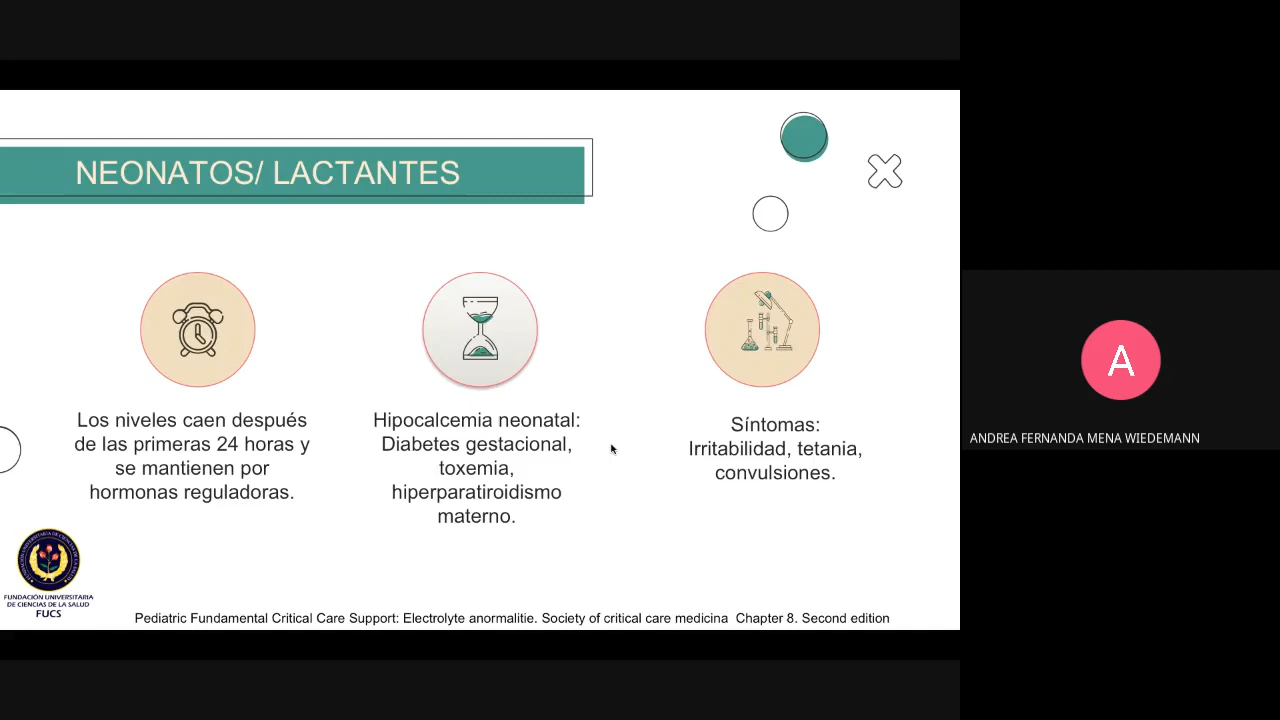 NEONATOS/ LACTANTES
Los niveles caen después
de las primeras 24 horas y
se mantienen por
hormonas reguladoras.
Hipocalcemia neonatal:
Diabetes gestacional,
toxemia,
hiperparatiroidismo
materno.
Síntomas:
Irritabilidad, tetania,
convulsiones.
FUNDACIÓN UNIVERSITARIA
DE CIENCIAS DE LA SALUD
FUCS
Pediatric Fundamental Critical Care Support: Electrolyte anormalitie. Society of critical care medicina Chapter 8. Second edition
A
ANDREA FERNANDA MENA WIEDEMANN